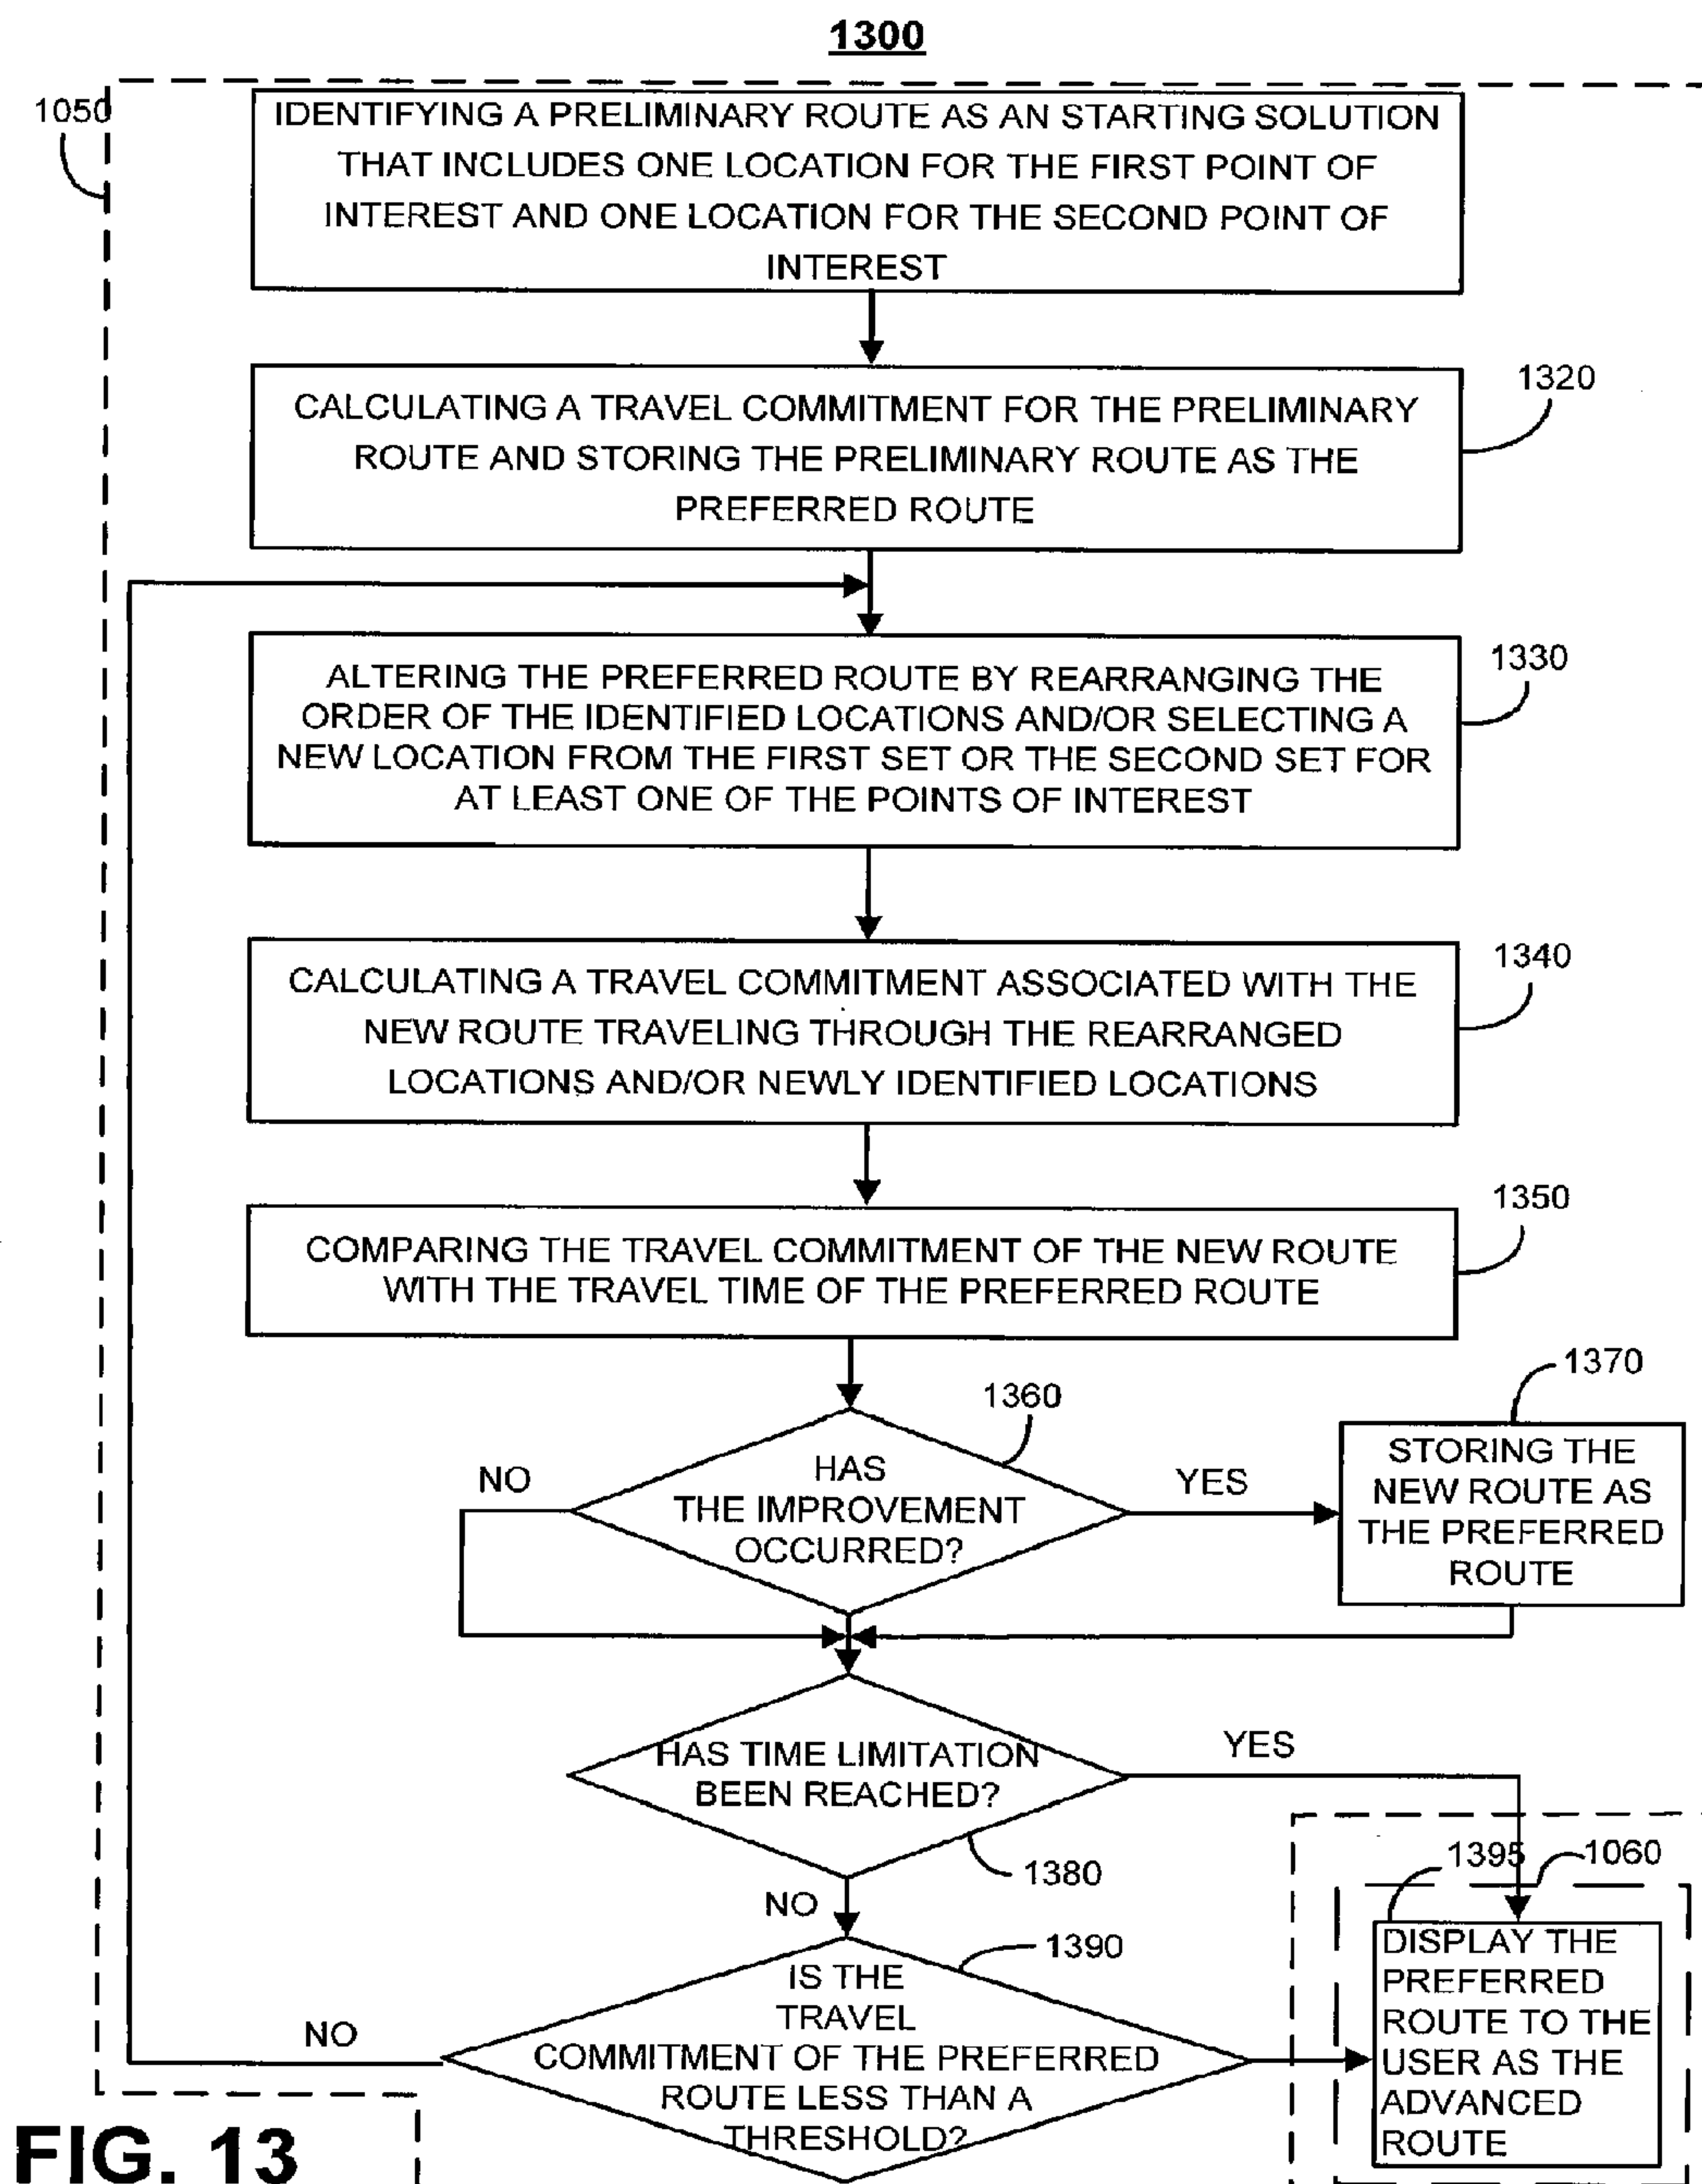 1300
1050
IDENTIFYING A PRELIMINARY ROUTE AS AN STARTING SOLUTION
THAT INCLUDES ONE LOCATION FOR THE FIRST POINT OF
INTEREST AND ONE LOCATION FOR THE SECOND POINT OF
INTEREST
1320
CALCULATING A TRAVEL COMMITMENT FOR THE PRELIMINARY
ROUTE AND STORING THE PRELIMINARY ROUTE AS THE
PREFERRED ROUTE
1330
ALTERING THE PREFERRED ROUTE BY REARRANGING THE
ORDER OF THE IDENTIFIED LOCATIONS AND/OR SELECTING A
NEW LOCATION FROM THE FIRST SET OR THE SECOND SET FOR
AT LEAST ONE OF THE POINTS OF INTEREST
1340
CALCULATING A TRAVEL COMMITMENT ASSOCIATED WITH THE
NEW ROUTE TRAVELING THROUGH THE REARRANGED
LOCATIONS AND/OR NEWLY IDENTIFIED LOCATIONS
1350
COMPARING THE TRAVEL COMMITMENT OF THE NEW ROUTE
WITH THE TRAVEL TIME OF THE PREFERRED ROUTE
1360
HAS
THE IMPROVEMENT
OCCURRED?
NO
YES
1370
STORING THE
NEW ROUTE AS
THE PREFERRED
ROUTE
HAS TIME LIMITATION
BEEN REACHED?
YES
1380
NO
1390
IS THE
TRAVEL
COMMITMENT OF THE PREFERRED
ROUTE LESS THAN A
THRESHOLD?
NO
1395
1060
DISPLAY THE
PREFERRED
ROUTE TO THE
USER AS THE
ADVANCED
ROUTE
FIG. 13